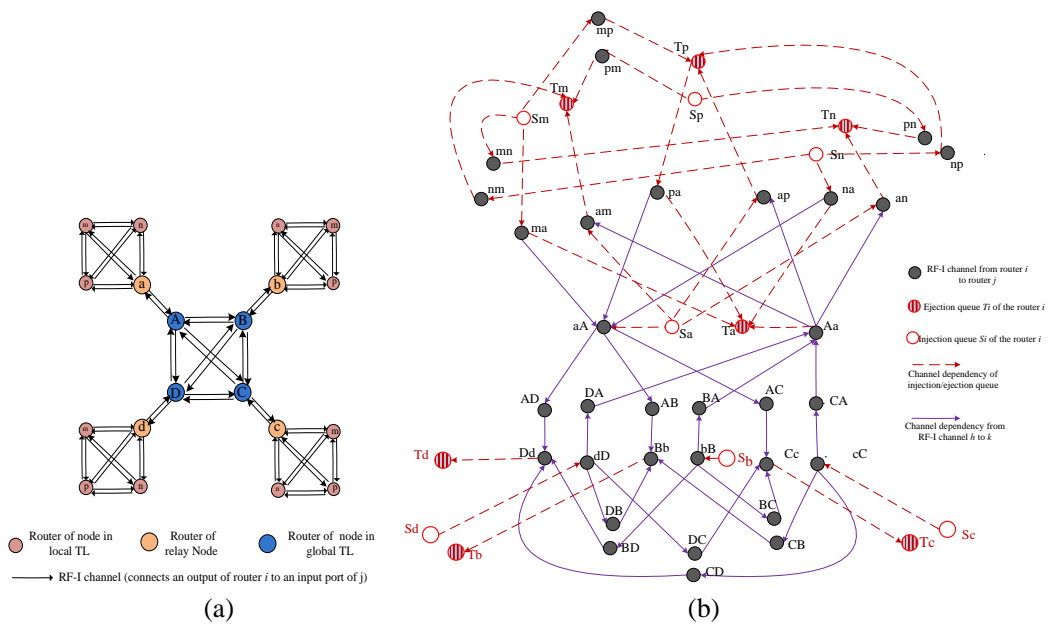 mp
Tp
pm
Tm
Sm
Sp
Tn
pn
mn
Sn
np
nm
pa
ap
na
an
am
ma
m
n
n
m
p
a
b
p
A
B
D
C
m
d
c
m
p
n
n
p
aA
Sa
Ta
Aa
AD
DA
AB
BA
AC
CA
Td
Dd
dD
Bb
bB
Sb
Cc
cC
DB
BC
Sd
Tb
BD
DC
CB
Tc
Sc
CD
RF-I channel from router i
to router j
Ejection queue Ti of the router i
Injection queue Si of the router i
Channel dependency of
injection/ejection queue
Channel dependency from
RF-I channel h to k
Router of node in
local TL
Router of
relay Node
Router of node in
global TL
RF-I channel (connects an output of router i to an input port of j)
(a)
(b)